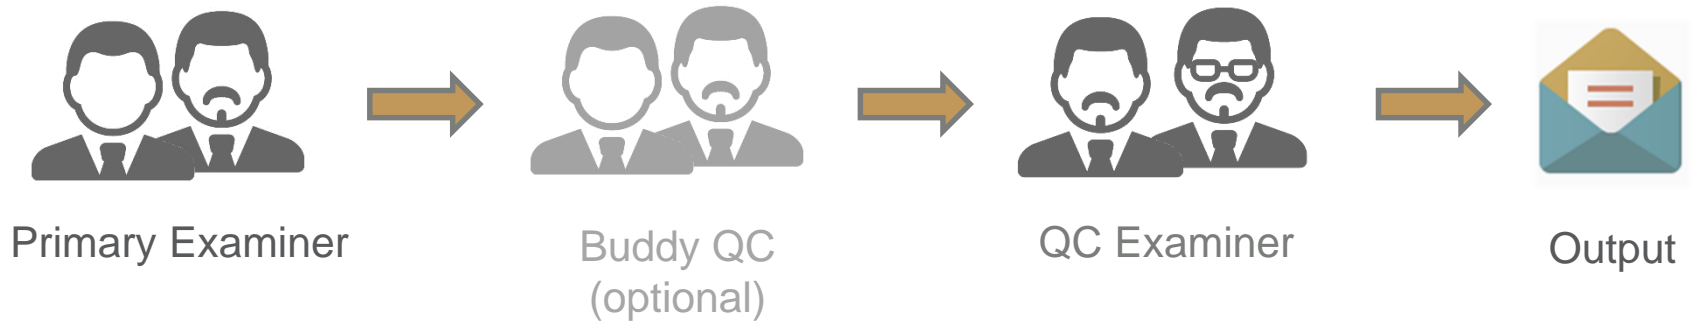 Primary Examiner
Buddy QC
(optional)
QC Examiner
Output